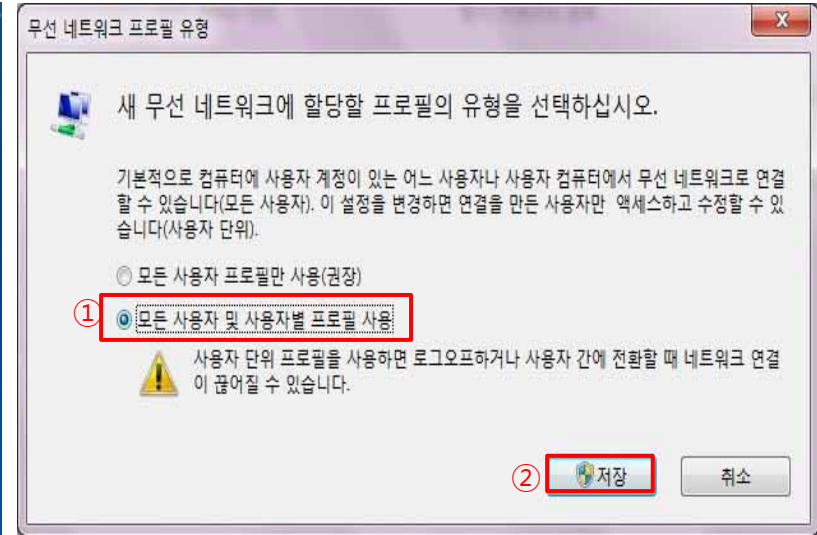 무선 네트워크 프로필 유형
새 무선 네트워크에 할당할 프로필의 유형을 선택하십시오.
기본적으로 컴퓨터에 사용자 계정이 있는 어느 사용자나 사용자 컴퓨터에서 무선 네트워크로 연결
할 수 있습니다(모든 사용자). 이 설정을 변경하면 연결을 만든 사용자만 액세스하고 수정할 수 있
습니다(사용자 단위).
모든 사용자 프로필만 사용(권장)
① 모든 사용자 및 사용자별 프로필 사용
사용자 단위 프로필을 사용하면 로그오프하거나 사용자 간에 전환할 때 네트워크 연결
이 끊어질 수 있습니다.
② 저장 취소